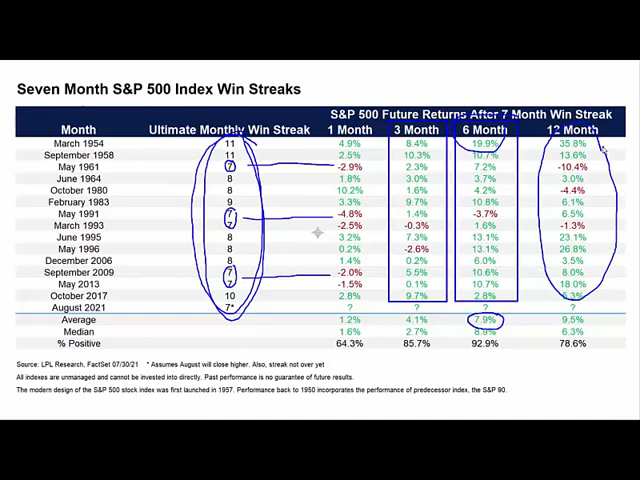 Seven Month S&P 500 Index Win Streaks
S&P 500 Future Returns After 7 Month Win Streak
Month Ultimate Monthly Win Streak 1 Month 3 Month 6 Month 12 Month
March 1954 11 4.9% 8.4% 19.9% 35.8%
September 1958 11 2.5% 10.3% 10.7% 13.6%
May 1961 7 -2.9% 2.3% 7.2% -10.4%
June 1964 8 1.8% 3.0% 3.7% 3.0%
October 1980 8 10.2% 1.6% 4.2% -4.4%
February 1983 9 3.3% 9.7% 10.8% 6.1%
May 1991 7 -4.8% 1.4% -3.7% 6.5%
March 1993 7 -2.5% -0.3% 1.6% -1.3%
June 1995 8 3.2% 7.3% 13.1% 23.1%
May 1996 8 2.3% -2.6% 13.1% 26.8%
December 2006 8 1.4% 0.2% 6.0% 3.5%
September 2009 7 -2.0% 5.5% 10.6% 8.0%
May 2013 7 -1.5% 0.1% 10.7% 18.0%
October 2017 10 2.8% 9.7% 2.8% 5.3%
August 2021 7* ? ? ? ?
Average 1.2% 4.1% 7.9% 9.5%
Median 1.6% 2.7% 8.9% 6.3%
% Positive 64.3% 85.7% 92.9% 78.6%
Source: LPL Research, FactSet 07/30/21 * Assumes August will close higher. Also, streak not over yet
All indexes are unmanaged and cannot be invested into directly. Past performance is no guarantee of future results.
The modern design of the S&P 500 stock index was first launched in 1957. Performance back to 1950 incorporates the performance of predecessor index, the S&P 90.